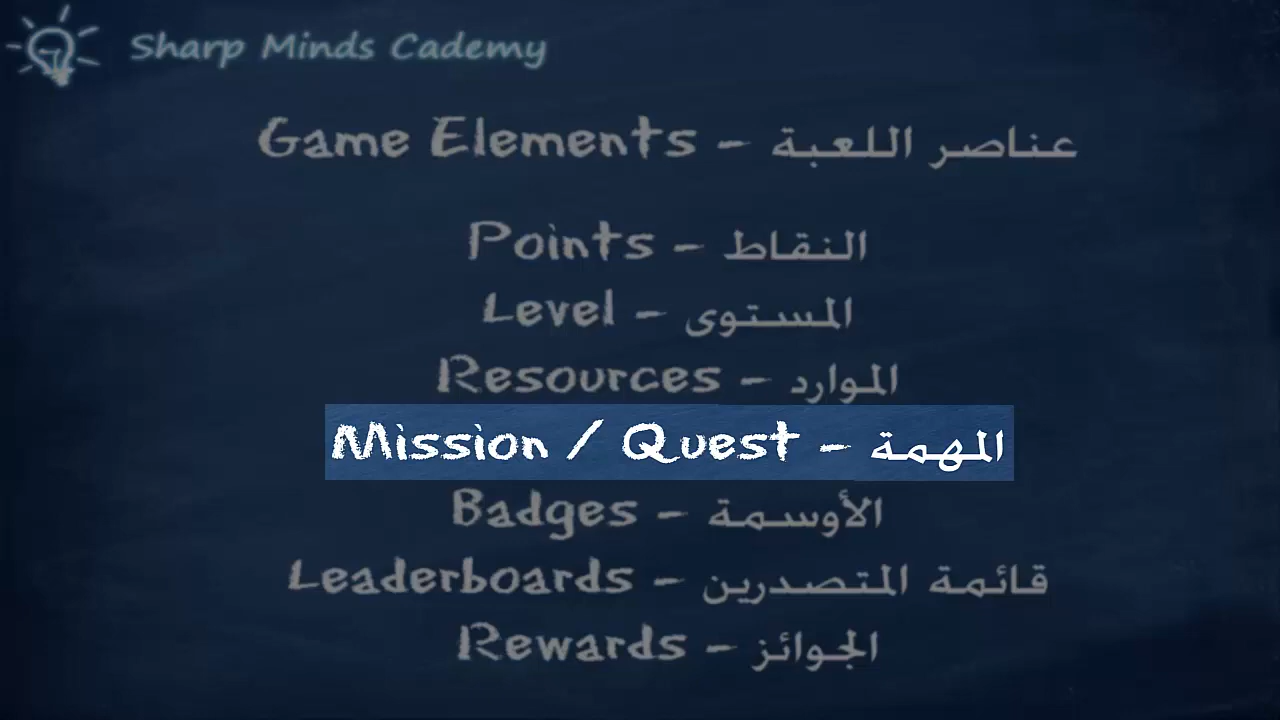 Sharp Minds Cademy
Game Elements - عناصر اللعبة
Points - النقاط
Level - المستوى
Resources - الموارد
Mission / Quest - المهمة
Badges - الأوسمة
Leaderboards - قائمة المتصدرين
Rewards - الجوائز